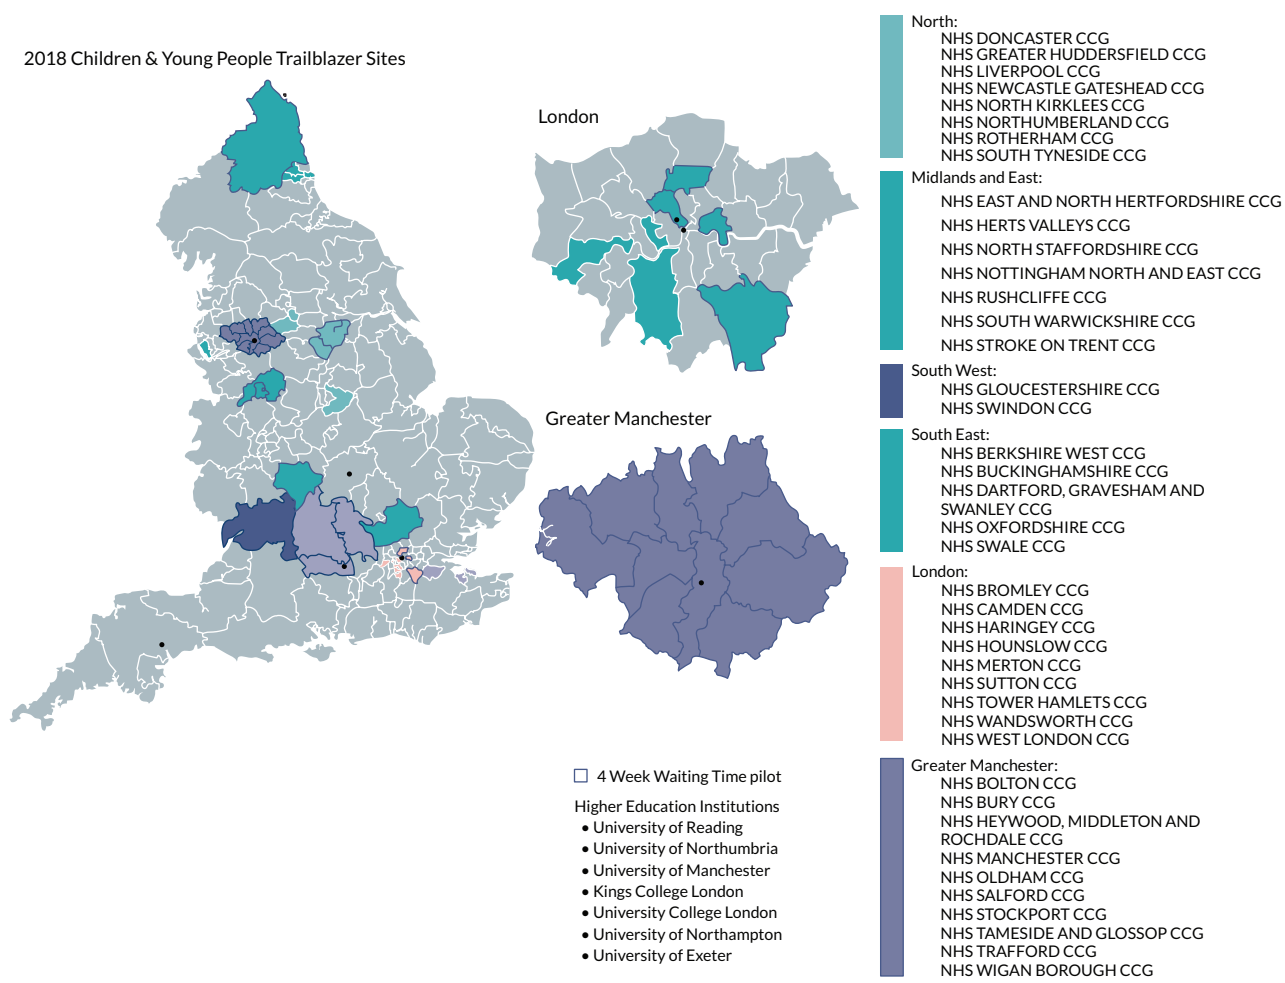 2018 Children & Young People Trailblazer Sites
London
Greater Manchester
4 Week Waiting Time pilot
Higher Education Institutions
• University of Reading
• University of Northumbria
• University of Manchester
• Kings College London
• University College London
• University of Northampton
• University of Exeter
North:
NHS DONCASTER CCG
NHS GREATER HUDDERSFIELD CCG
NHS LIVERPOOL CCG
NHS NEWCASTLE GATESHEAD CCG
NHS NORTH KIRKLEES CCG
NHS NORTHUMBERLAND CCG
NHS ROTHERHAM CCG
NHS SOUTH TYNESIDE CCG
Midlands and East:
NHS EAST AND NORTH HERTFORDSHIRE CCG
NHS HERTS VALLEYS CCG
NHS NORTH STAFFORDSHIRE CCG
NHS NOTTINGHAM NORTH AND EAST CCG
NHS RUSHCLIFFE CCG
NHS SOUTH WARWICKSHIRE CCG
NHS STROKE ON TRENT CCG
South West:
NHS GLOUCESTERSHIRE CCG
NHS SWINDON CCG
South East:
NHS BERKSHIRE WEST CCG
NHS BUCKINGHAMSHIRE CCG
NHS DARTFORD, GRAVESHAM AND
SWANLEY CCG
NHS OXFORDSHIRE CCG
NHS SWALE CCG
London:
NHS BROMLEY CCG
NHS CAMDEN CCG
NHS HARINGEY CCG
NHS HOUNSLOW CCG
NHS MERTON CCG
NHS SUTTON CCG
NHS TOWER HAMLETS CCG
NHS WANDSWORTH CCG
NHS WEST LONDON CCG
Greater Manchester:
NHS BOLTON CCG
NHS BURY CCG
NHS HEYWOOD, MIDDLETON AND
ROCHDALE CCG
NHS MANCHESTER CCG
NHS OLDHAM CCG
NHS SALFORD CCG
NHS STOCKPORT CCG
NHS TAMESIDE AND GLOSSOP CCG
NHS TRAFFORD CCG
NHS WIGAN BOROUGH CCG